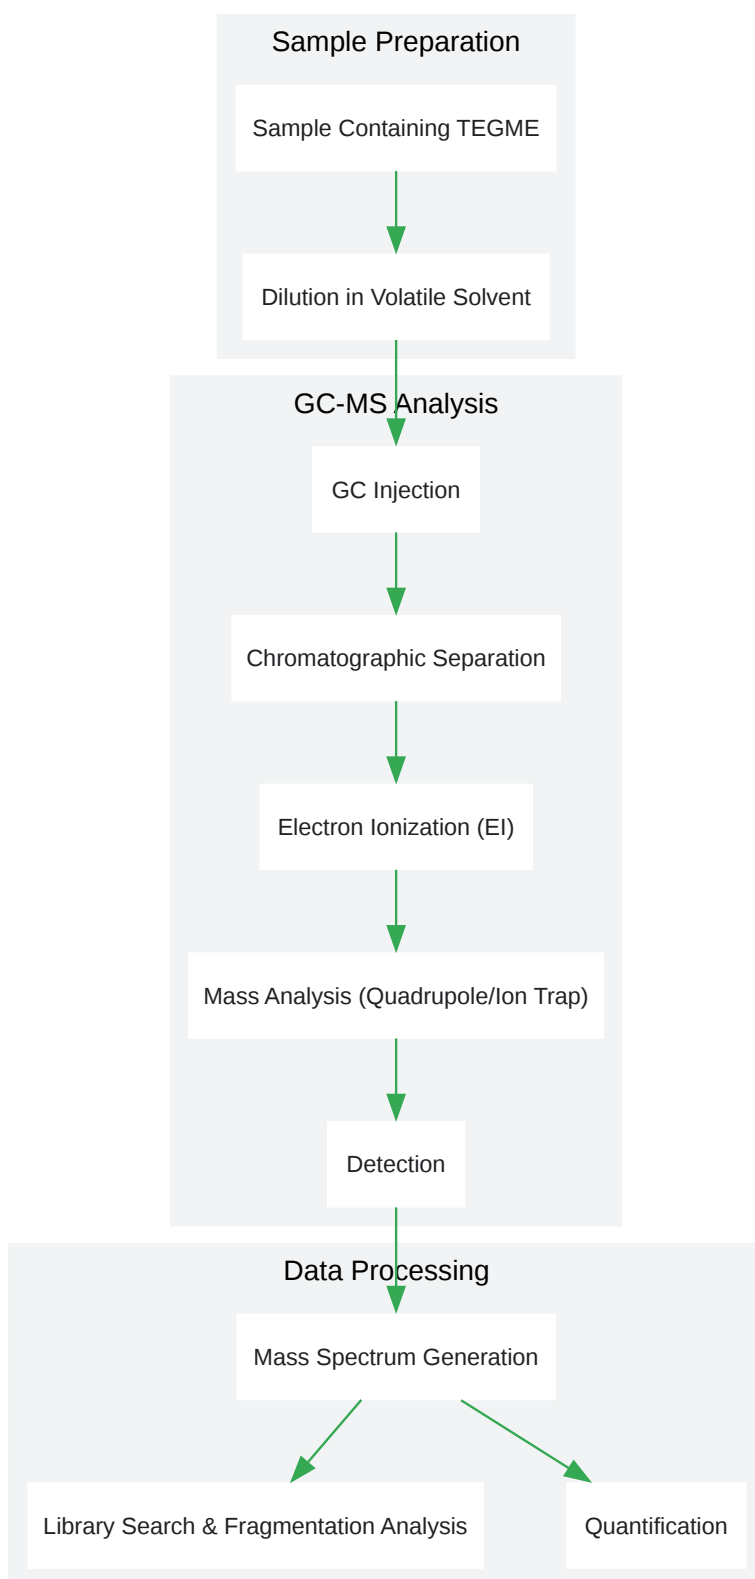 Sample Preparation
Sample Containing TEGME
Dilution in Volatile Solvent
GC-MS Analysis
GC Injection
Chromatographic Separation
Electron Ionization (EI)
Mass Analysis (Quadrupole/Ion Trap)
Detection
Data Processing
Mass Spectrum Generation
Library Search & Fragmentation Analysis
Quantification